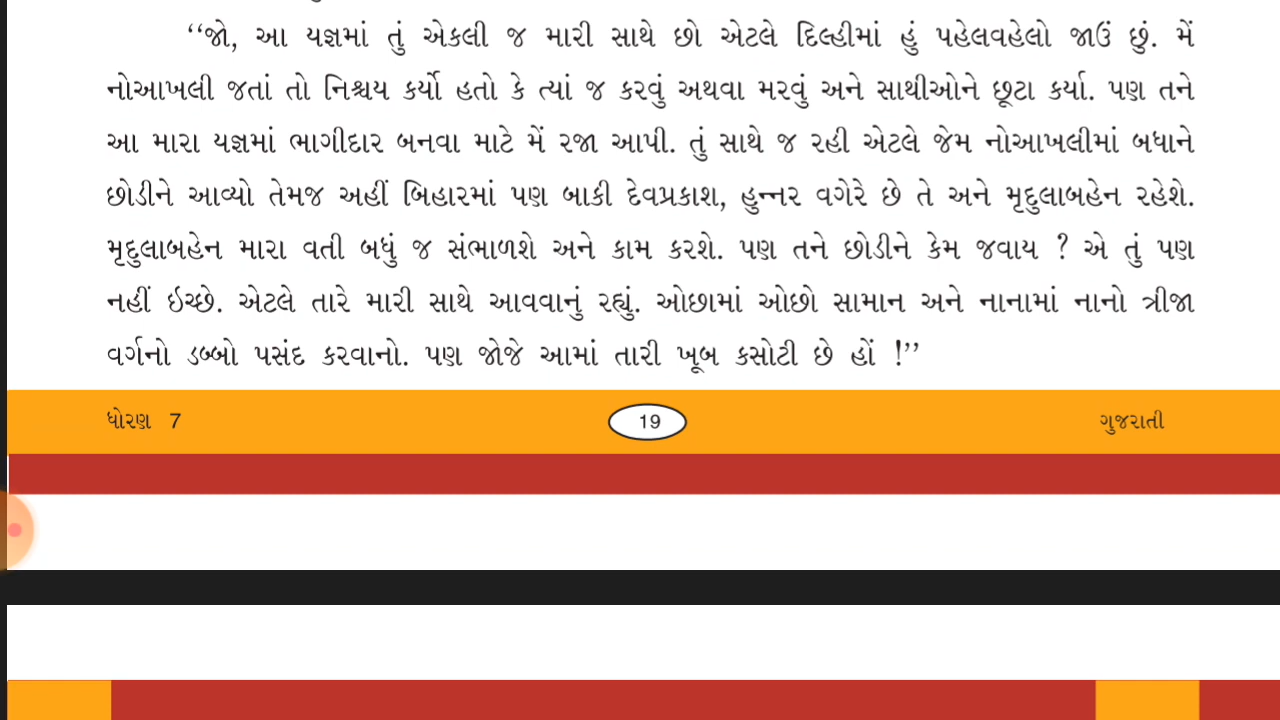 ‘‘જો, આ યજ્ઞમાં તું એકલી જ મારી સાથે છો એટલે દિલ્હીમાં હું પહેલવહેલો જાઉં છું. મેં
નોઆખલી જતાં તો નિશ્ચય કર્યો હતો કે ત્યાં જ કરવું અથવા મરવું અને સાથીઓને છૂટા કર્યા. પણ તને
આ મારા યજ્ઞમાં ભાગીદાર બનવા માટે મેં રજા આપી. તું સાથે જ રહી એટલે જેમ નોઆખલીમાં બધાને
છોડીને આવ્યો તેમજ અહીં બિહારમાં પણ બાકી દેવપ્રકાશ, હુન્નર વગેરે છે તે અને મૃદુલાબહેન રહેશે.
મૃદુલાબહેન મારા વતી બધું જ સંભાળશે અને કામ કરશે. પણ તને છોડીને કેમ જવાય ? એ તું પણ
નહીં ઇચ્છે. એટલે તારે મારી સાથે આવવાનું રહ્યું. ઓછામાં ઓછો સામાન અને નાનામાં નાનો ત્રીજા
વર્ગનો ડબ્બો પસંદ કરવાનો. પણ જોજે આમાં તારી ખૂબ કસોટી છે હોં !’’
ધોરણ 7 19 ગુજરાતી